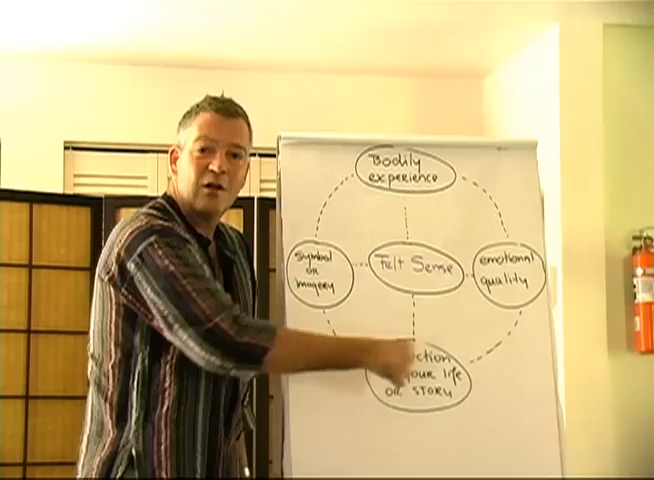 Bodily
experience
Felt Sense
symbol
or
Imagery
emotional
quality
your life
or STORY